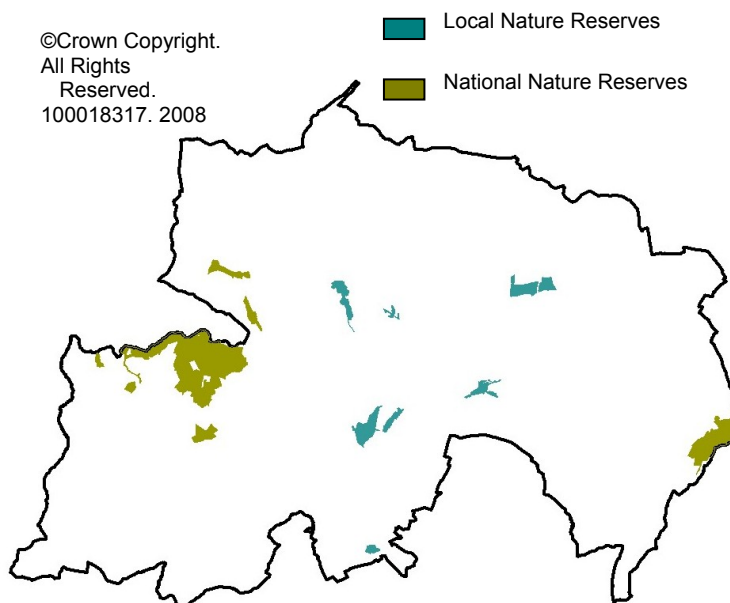 ©Crown Copyright.
All Rights
Reserved.
100018317. 2008
Local Nature Reserves
National Nature Reserves